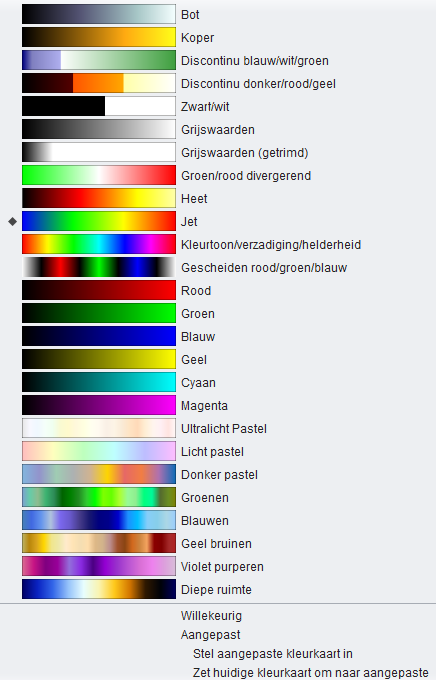 Bot
Koper
Discontinu blauw/wit/groen
Discontinu donker/rood/geel
Zwart/wit
Grijswaarden
Grijswaarden (getrimd)
Groen/rood divergerend
Heet
Jet
Kleurtoon/verzadiging/helderheid
Gescheiden rood/groen/blauw
Rood
Groen
Blauw
Geel
Cyaan
Magenta
Ultralicht Pastel
Licht pastel
Donker pastel
Groenen
Blauwen
Geel bruinen
Violet purperen
Diepe ruimte
Willekeurig
Aangepast
Stel aangepaste kleurkaart in
Zet huidige kleurkaart om naar aangepaste